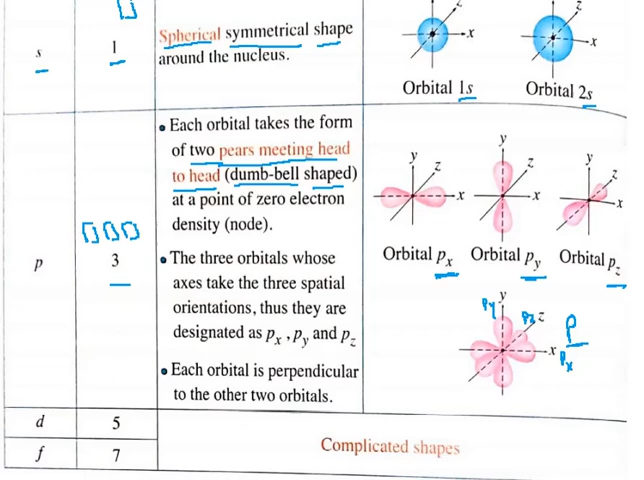 s
1
Spherical symmetrical shape
around the nucleus.
z
x
Orbital 1s
z
x
Orbital 2s
p
3
• Each orbital takes the form
of two pears meeting head
to head (dumb-bell shaped)
at a point of zero electron
density (node).
• The three orbitals whose
axes take the three spatial
orientations, thus they are
designated as px , py and pz
• Each orbital is perpendicular
to the other two orbitals.
y
z
x
Orbital px
y
z
x
Orbital py
y
z
x
Orbital pz
y
z
x
Py
Pz
Px
P
d
5
f
7
Complicated shapes